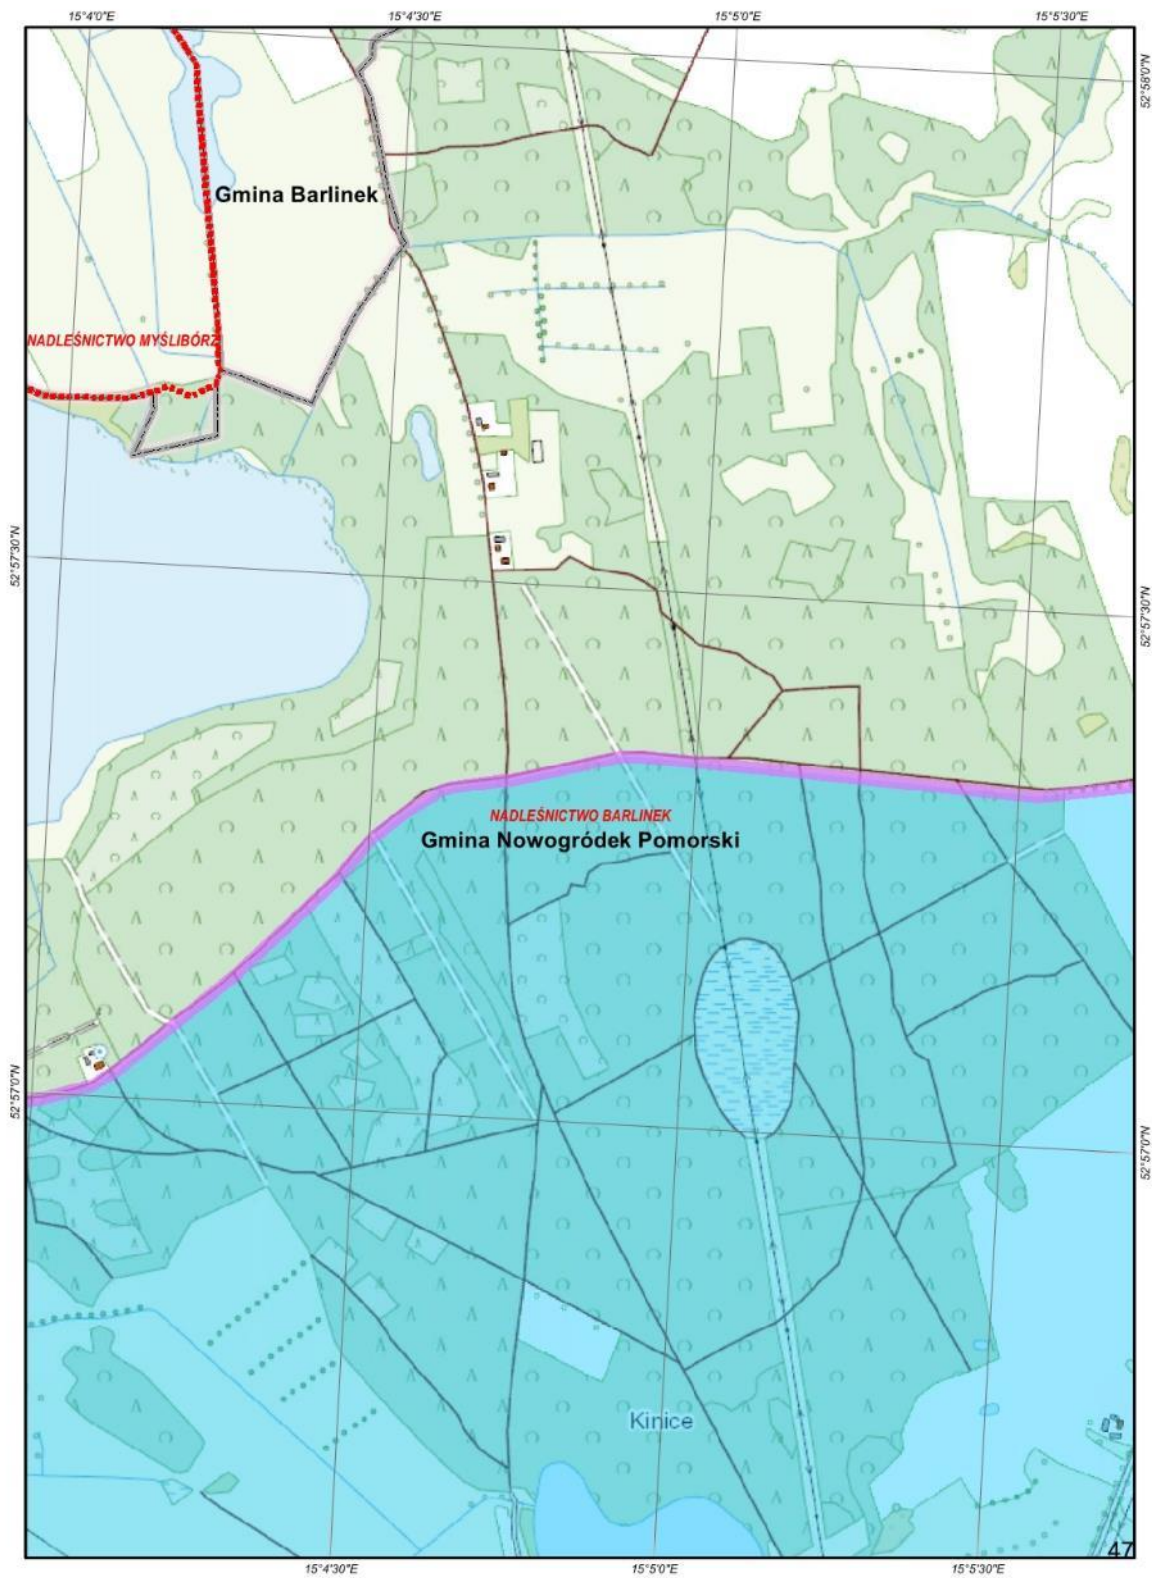 15°4'0"E 15°4'30"E 15°5'0"E 15°5'30"E
52°58'0"N
Gmina Barlinek
NADLEŚNICTWO MYŚLIBÓRZ
52°57'30"N
52°57'30"N
NADLEŚNICTWO BARLINEK
Gmina Nowogródek Pomorski
52°57'0"N
52°57'0"N
Kinice
47
15°4'30"E 15°5'0"E 15°5'30"E